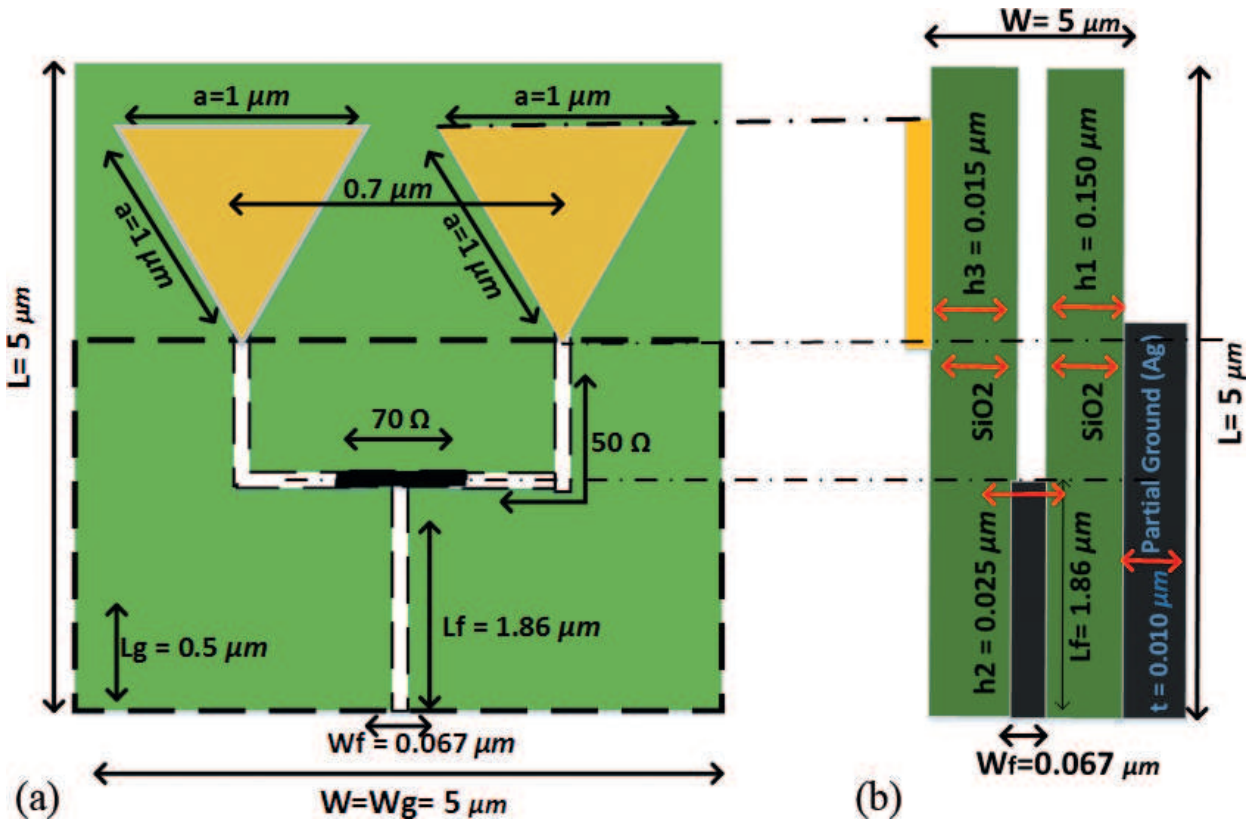 W= 5 μm
a=1 μm
a=1 μm
0.7 μm
a=1 μm
a=1 μm
L= 5 μm
h3 = 0.015 μm
h1 = 0.150 μm
SiO2
SiO2
L= 5 μm
70 Ω
50 Ω
Lg = 0.5 μm
Lf = 1.86 μm
h2 = 0.025 μm
Lf= 1.86 μm
t = 0.010 μm Partial Ground (Ag)
Wf = 0.067 μm
Wf=0.067 μm
(a)
W=Wg= 5 μm
(b)